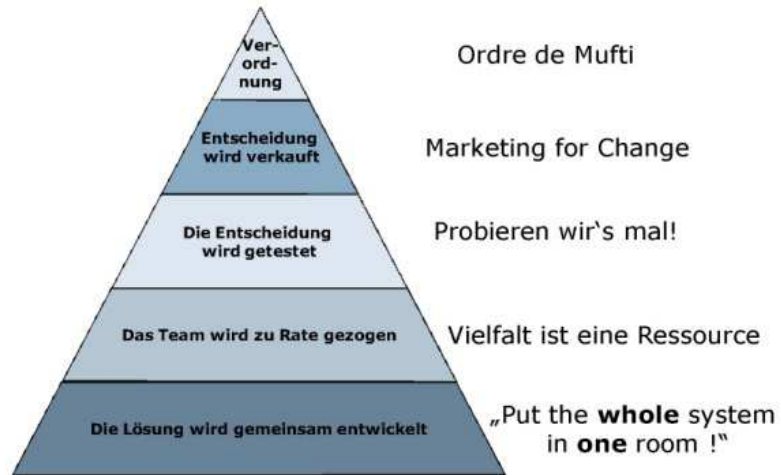 Ver-
ord-
nung
Ordre de Mufti
Entscheidung
wird verkauft
Marketing for Change
Die Entscheidung
wird getestet
Probieren wir‘s mal!
Das Team wird zu Rate gezogen
Vielfalt ist eine Ressource
Die Lösung wird gemeinsam entwickelt
„Put the whole system
in one room !“